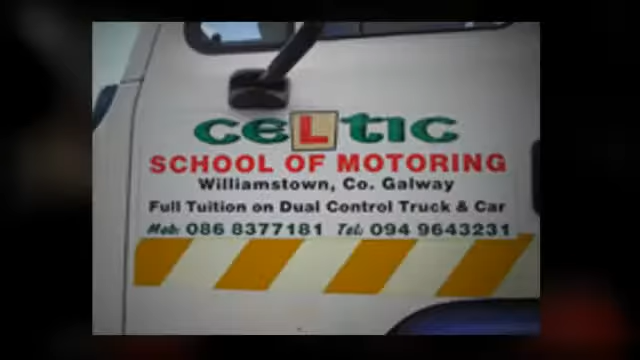 CELTIC
SCHOOL OF MOTORING
Williamstown, Co. Galway
Full Tuition on Dual Control Truck & Car
Mob: 086 8377181 Tel: 094 9643231